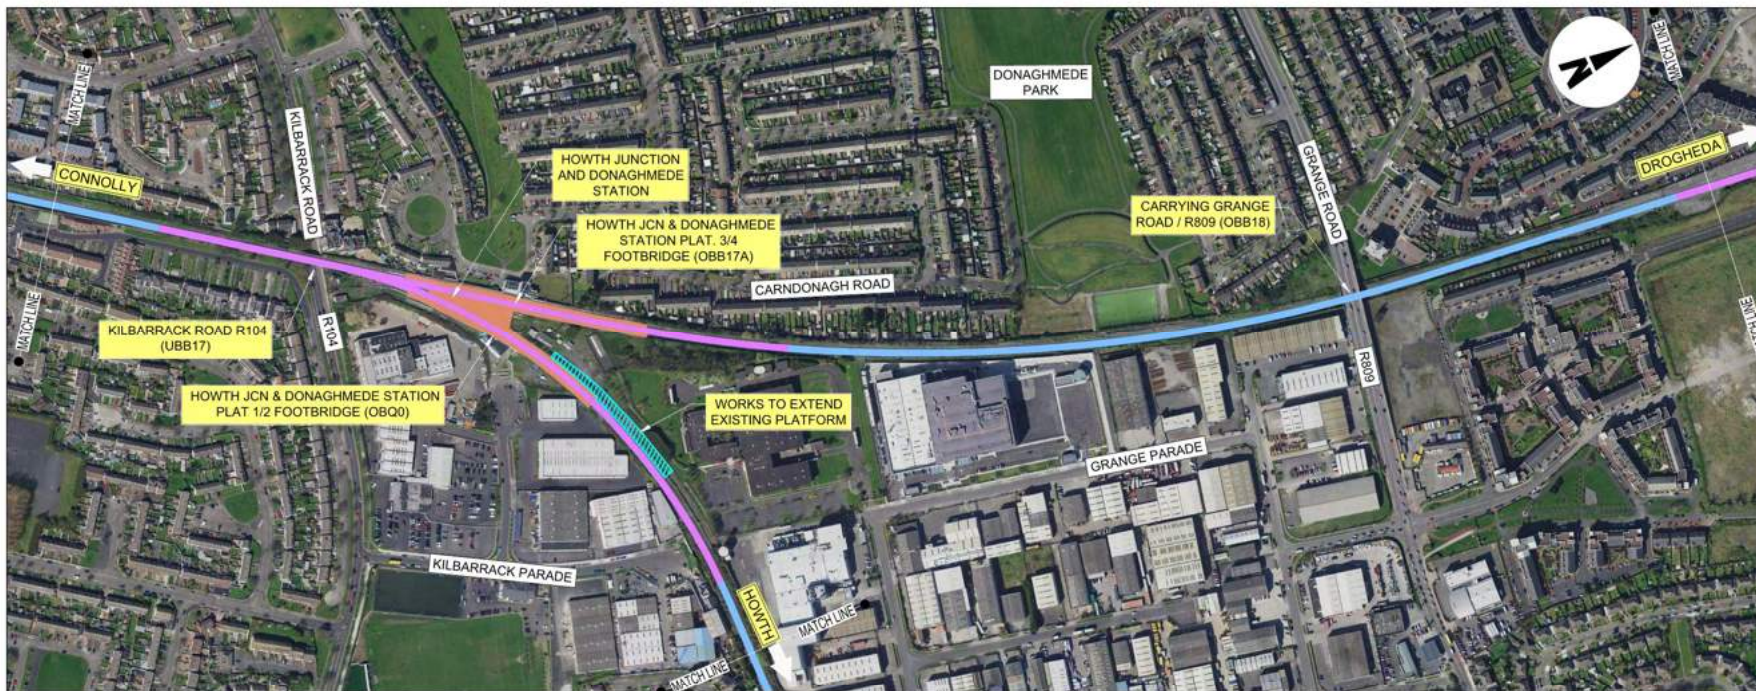 MATCH LINE
MATCH LINE
CONNOLLY
KILBARRACK ROAD
HOWTH JUNCTION
AND DONAGHMEDE
STATION
HOWTH JCN & DONAGHMEDE
STATION PLAT. 3/4
FOOTBRIDGE (OBB17A)
DONAGHMEDE
PARK
CARNDONAGH ROAD
CARRYING GRANGE
ROAD / R809 (OBB18)
GRANGE ROAD
N
DROGHEDA
MATCH LINE
KILBARRACK ROAD R104
(UBB17)
R104
MATCH LINE
HOWTH JCN & DONAGHMEDE STATION
PLAT 1/2 FOOTBRIDGE (OBQ0)
WORKS TO EXTEND
EXISTING PLATFORM
R809
GRANGE PARADE
KILBARRACK PARADE
HOWTH
MATCH LINE
MATCH LINE